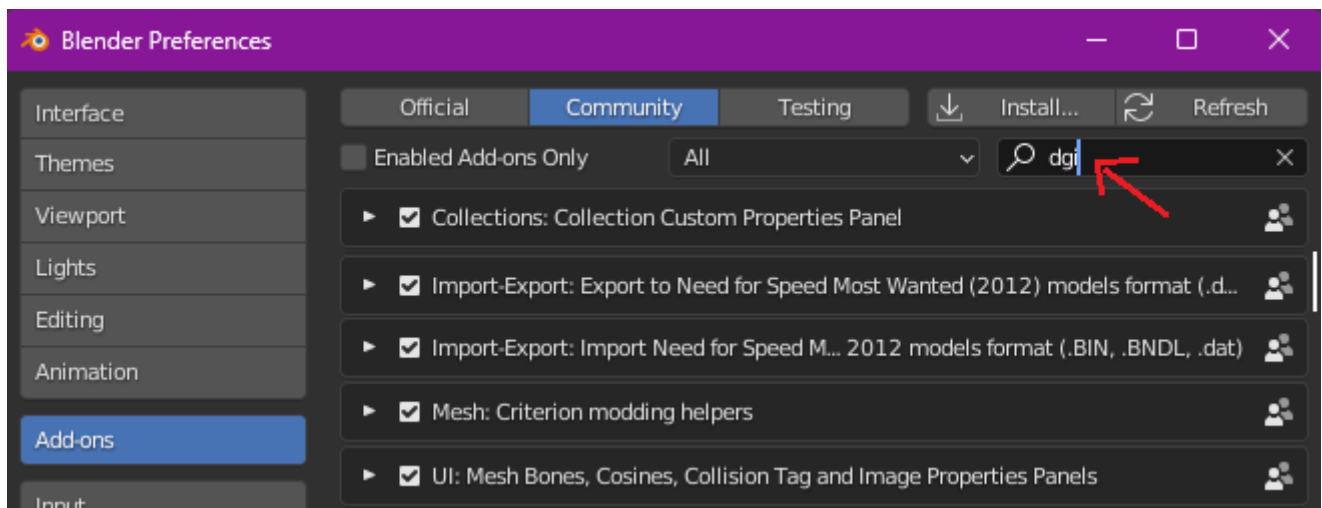 Blender Preferences
Interface
Themes
Viewport
Lights
Editing
Animation
Add-ons
Input
Official Community Testing Install... Refresh
Enabled Add-ons Only All dgi
Collections: Collection Custom Properties Panel
Import-Export: Export to Need for Speed Most Wanted (2012) models format (.d...
Import-Export: Import Need for Speed M... 2012 models format (.BIN, .BNDL, .dat)
Mesh: Criterion modding helpers
UI: Mesh Bones, Cosines, Collision Tag and Image Properties Panels